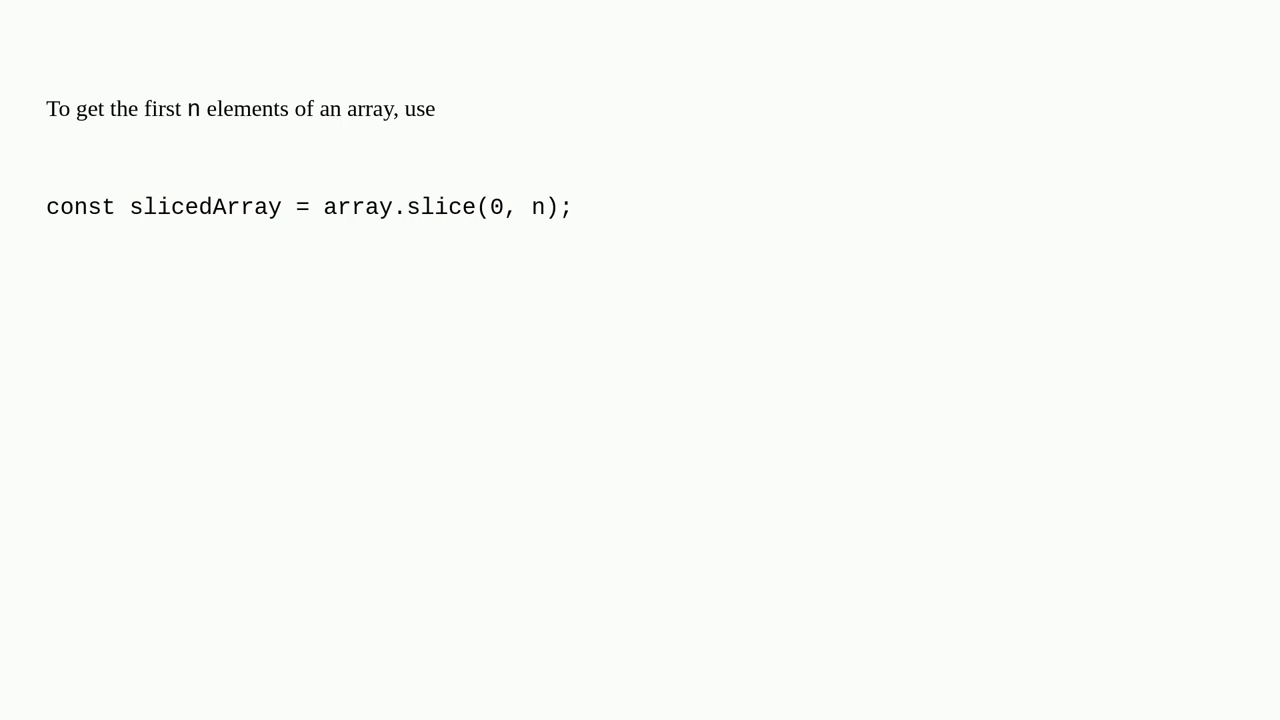 To get the first n elements of an array, use
const slicedArray = array.slice(0, n);